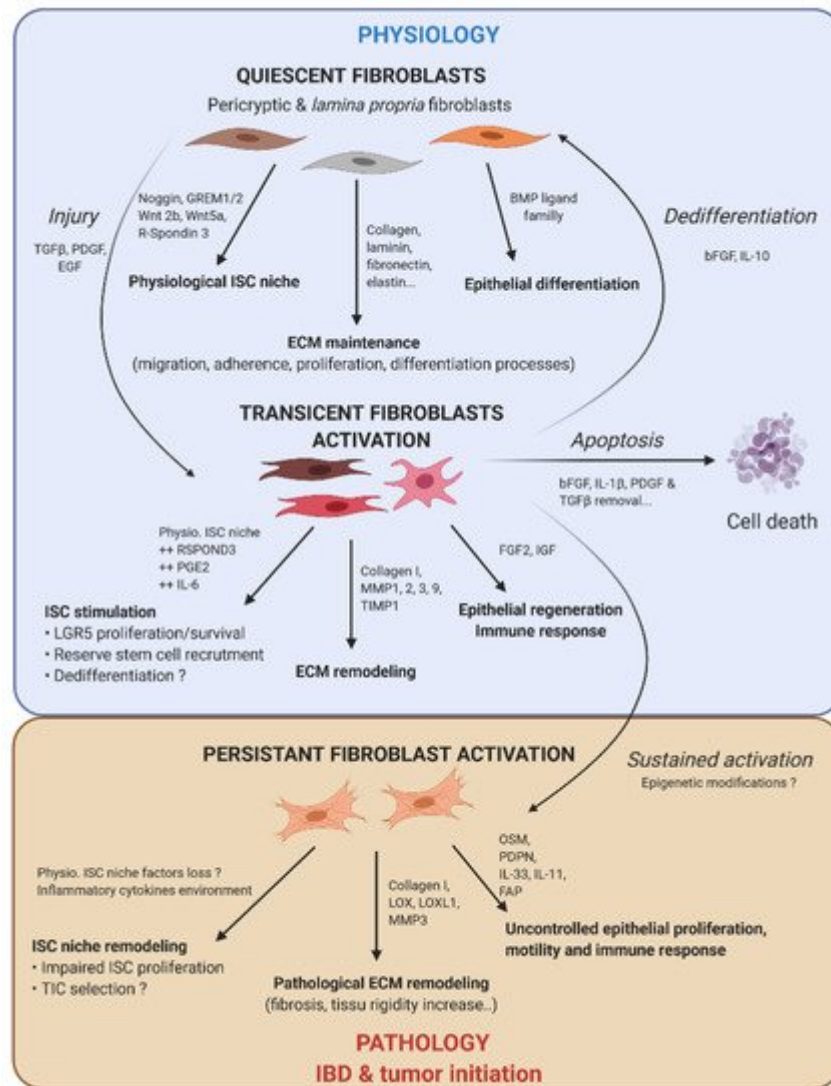 PHYSIOLOGY
QUIESCENT FIBROBLASTS
Pericryptic & lamina propria fibroblasts
Injury
TGFβ, PDGF,
EGF
Noggin, GREM1/2
Wnt 2b, Wnt5a,
R-Spondin 3
Physiological ISC niche
Collagen,
laminin,
fibronectin,
elastin...
BMP ligand
familly
Epithelial differentiation
Dedifferentiation
bFGF, IL-10
ECM maintenance
(migration, adherence, proliferation, differentiation processes)
TRANSICENT FIBROBLASTS
ACTIVATION
Apoptosis
bFGF, IL-1β, PDGF &
TGFβ removal...
Cell death
Physio. ISC niche
++ RSPOND3
++ PGE2
++ IL-6
ISC stimulation
• LGR5 proliferation/survival
• Reserve stem cell recrutment
• Dedifferentiation ?
Collagen I,
MMP1, 2, 3, 9,
TIMP1
ECM remodeling
FGF2, IGF
Epithelial regeneration
Immune response
PERSISTANT FIBROBLAST ACTIVATION
Sustained activation
Epigenetic modifications ?
Physio. ISC niche factors loss ?
Inflammatory cytokines environment
ISC niche remodeling
• Impaired ISC proliferation
• TIC selection ?
Collagen I,
LOX, LOXL1,
MMP3
Pathological ECM remodeling
(fibrosis, tissu rigidity increase..)
OSM,
PDPN,
IL-33, IL-11,
FAP
Uncontrolled epithelial proliferation,
motility and immune response
PATHOLOGY
IBD & tumor initiation